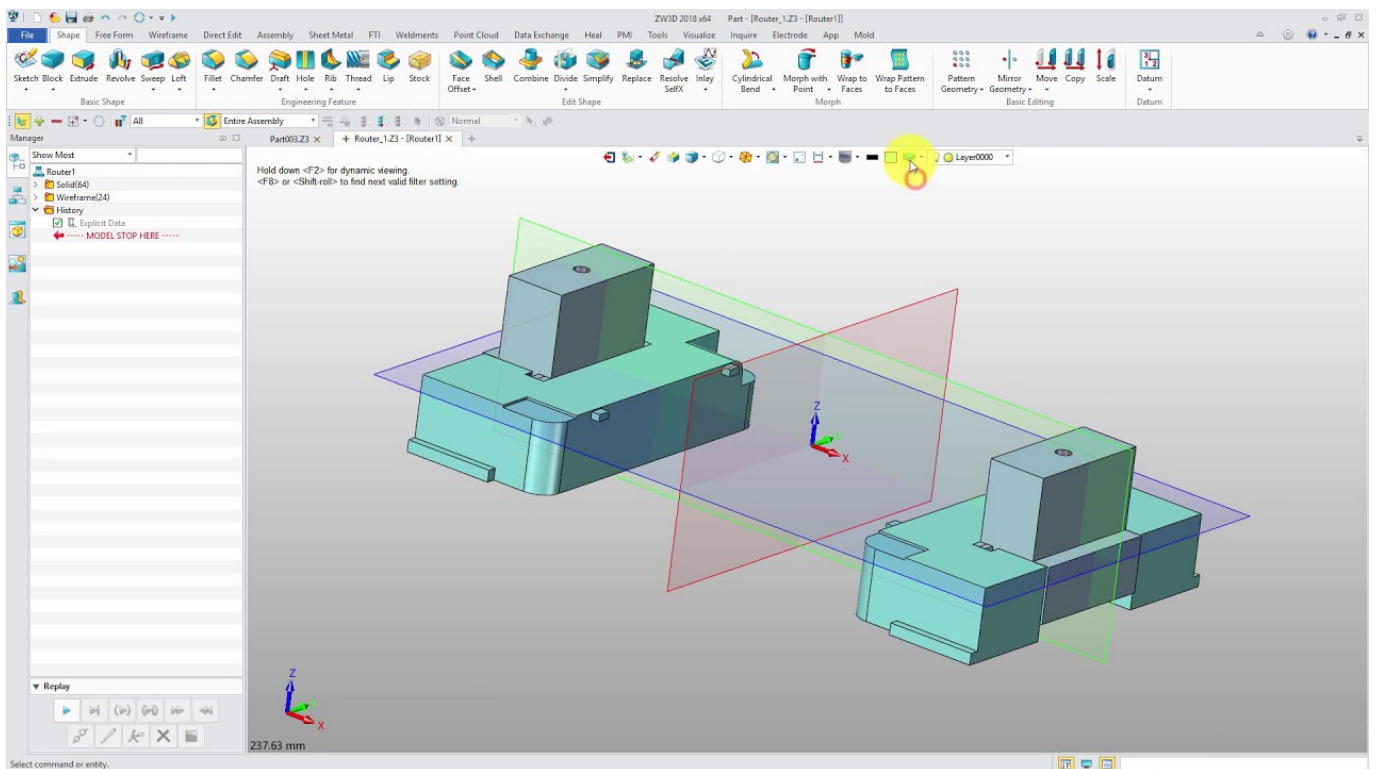 ZW3D 2018 x64 Part - [Router_1.Z3 - [Router1]]
File Shape Free Form Wireframe Direct Edit Assembly Sheet Metal FTI Weldments Point Cloud Data Exchange Heal PMI Tools Visualize Inquire Electrode App Mold
Sketch Block Extrude Revolve Sweep Loft Fillet Chamfer Draft Hole Rib Thread Lip Stock Face Offset Shell Combine Divide Simplify Replace Resolve SelfX Inlay Cylindrical Bend Morph with Point Wrap to Faces Wrap Pattern to Faces Pattern Geometry Mirror Geometry Move Copy Scale Datum
Basic Shape Engineering Feature Edit Shape Morph Basic Editing Datum
All Entire Assembly Normal
Manager Part003.Z3 Router_1.Z3 - [Router1]
Show Most Layer0000
Router1
Solid(64)
Wireframe(24)
History
Explicit Data
----- MODEL STOP HERE -----
Hold down <F2> for dynamic viewing.
<F8> or <Shift-roll> to find next valid filter setting.
Z
X
Replay
Z
X
237.63 mm
Select command or entity.